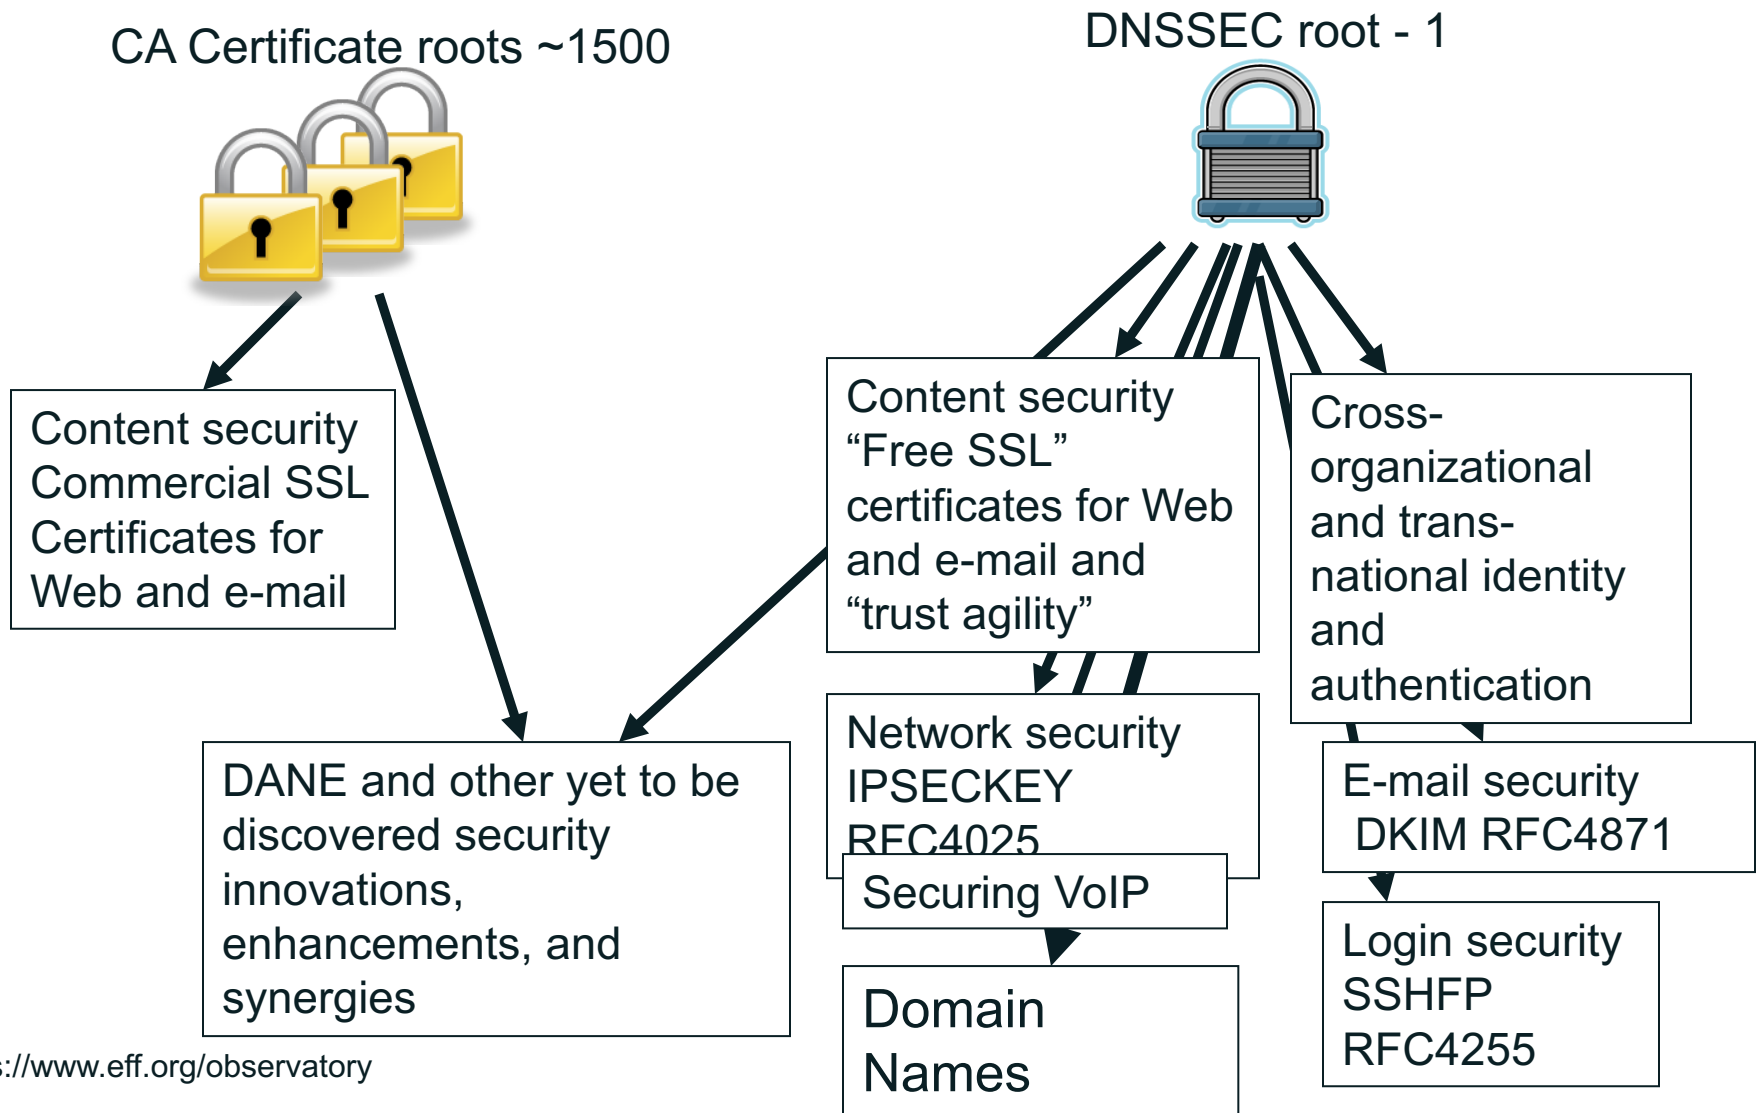 CA Certificate roots ~1500
DNSSEC root - 1
Content security
Commercial SSL
Certificates for
Web and e-mail
Content security
“Free SSL”
certificates for Web
and e-mail and
“trust agility”
Cross-
organizational
and trans-
national identity
and
authentication
DANE and other yet to be
discovered security
innovations,
enhancements, and
synergies
Network security
IPSECKEY
RFC4025
Securing VoIP
Domain
Names
E-mail security
DKIM RFC4871
Login security
SSHFP
RFC4255
s://www.eff.org/observatory